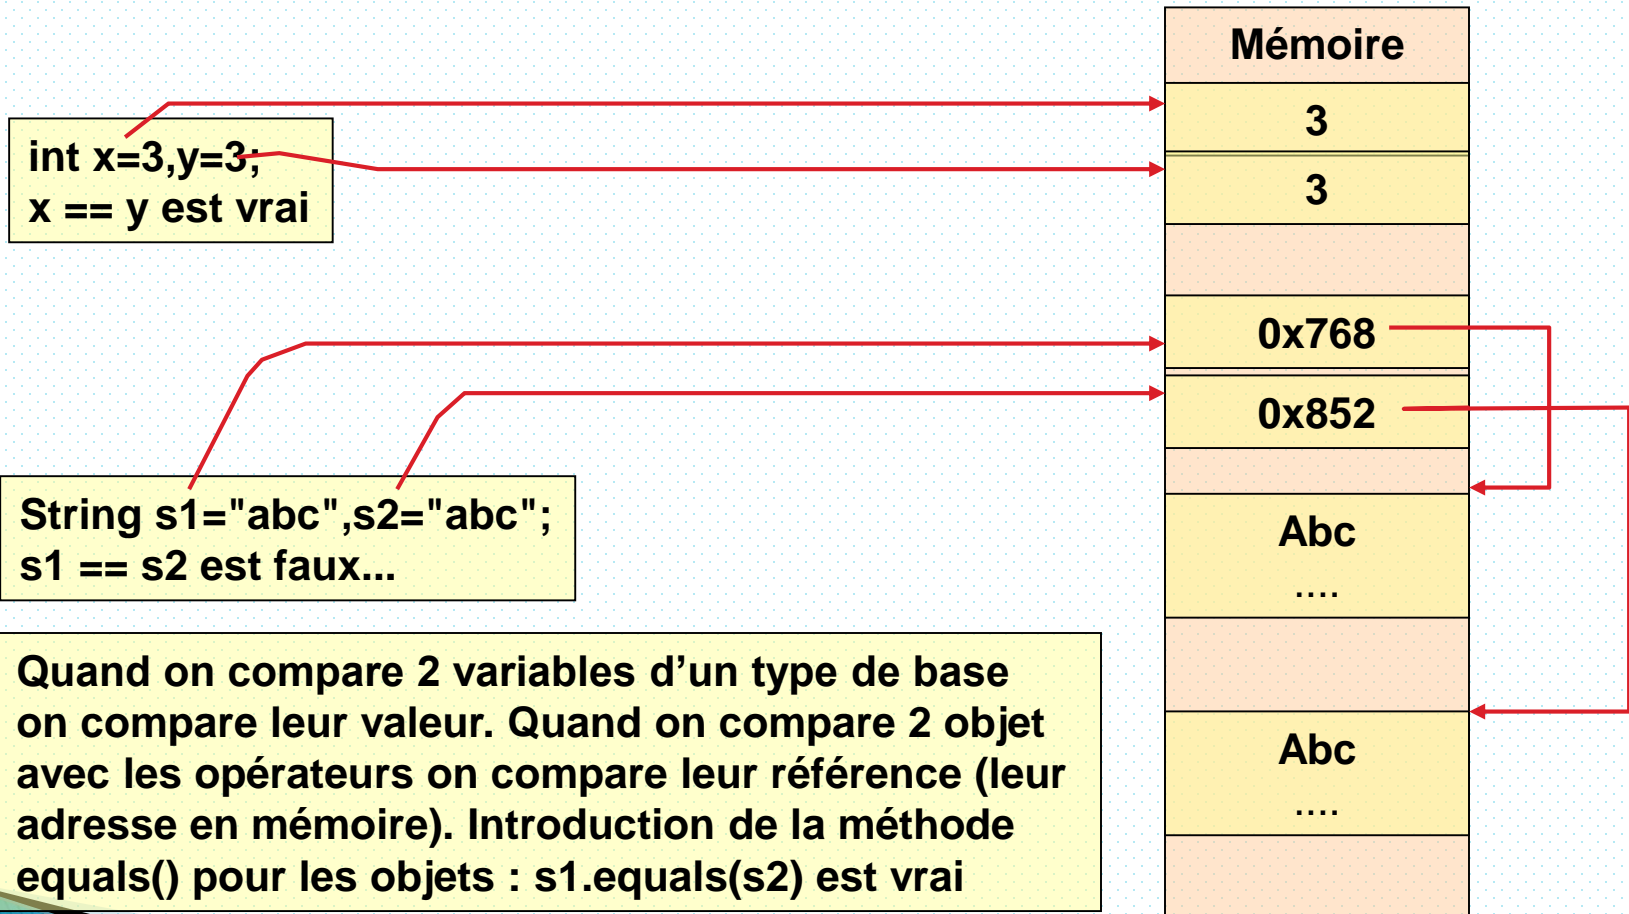 Mémoire
3
3
int x=3,y=3;
x == y est vrai
0x768
0x852
String s1="abc",s2="abc";
s1 == s2 est faux...
Abc
....
Abc
....
Quand on compare 2 variables d’un type de base
on compare leur valeur. Quand on compare 2 objet
avec les opérateurs on compare leur référence (leur
adresse en mémoire). Introduction de la méthode
equals() pour les objets : s1.equals(s2) est vrai